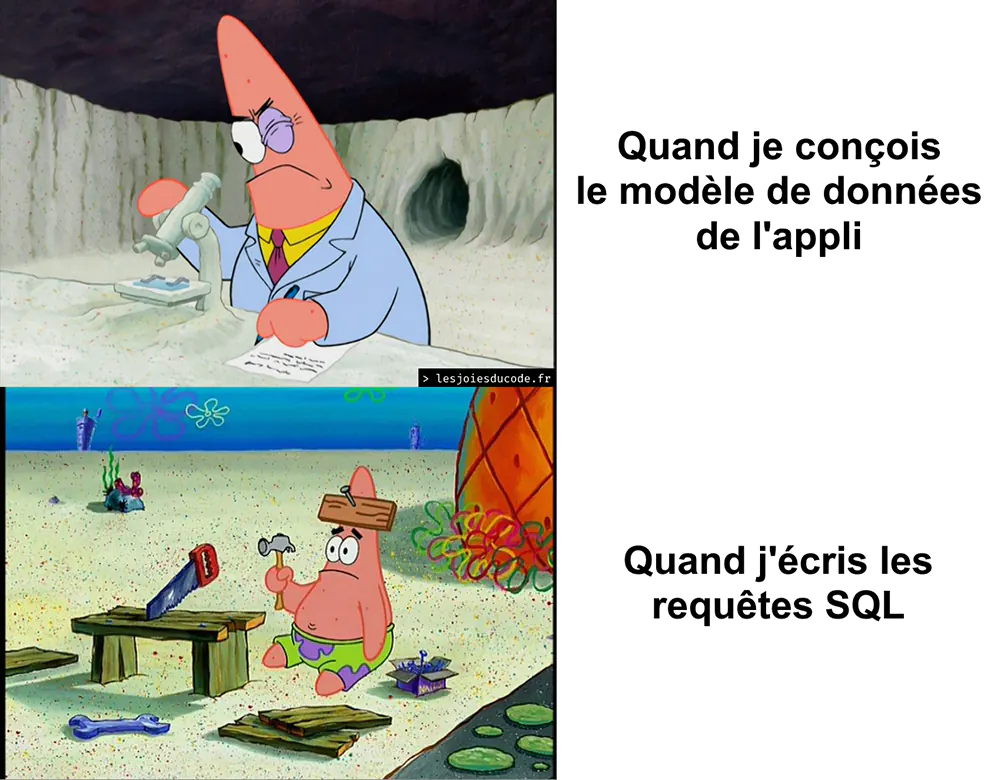 Quand je conçois
le modèle de données
de l'appli
> lesjoiesducode.fr
Quand j'écris les
requêtes SQL